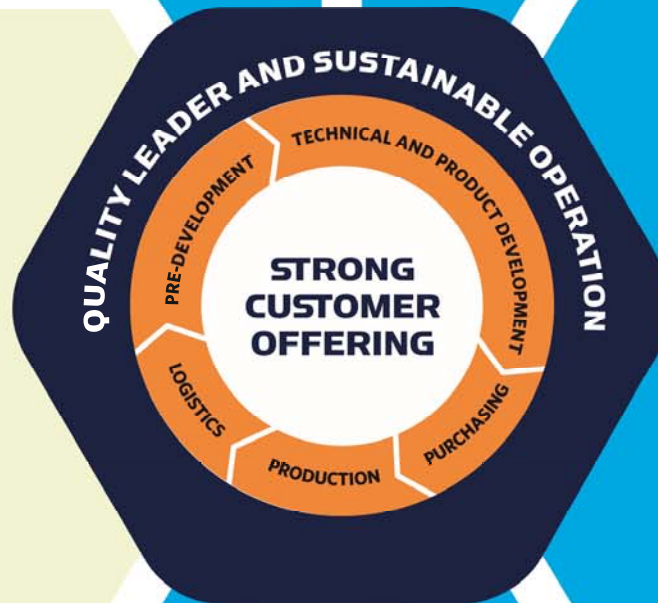 QUALITY LEADER AND SUSTAINABLE OPERATION
PRE-DEVELOPMENT
TECHNICAL AND PRODUCT DEVELOPMENT
PURCHASING
PRODUCTION
LOGISTICS
STRONG
CUSTOMER
OFFERING